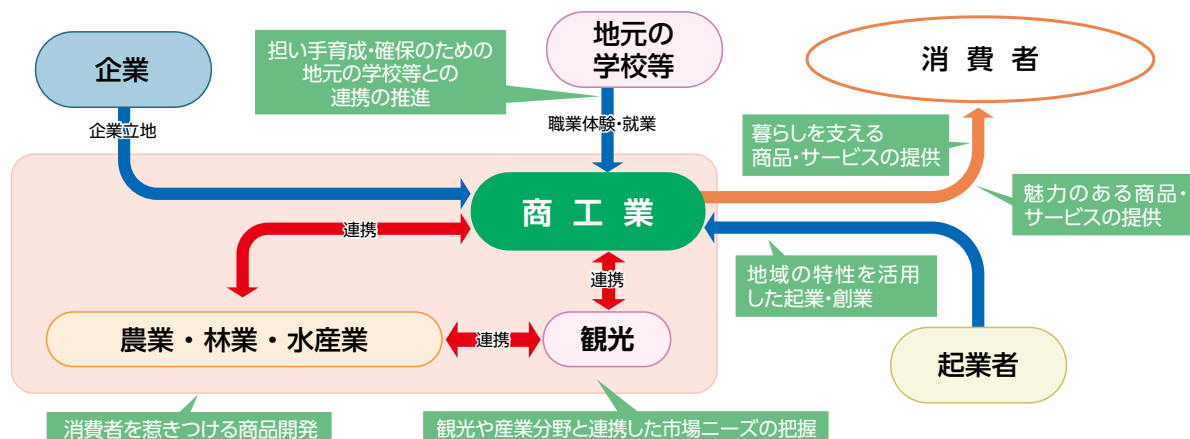 企業
担い手育成・確保のための
地元の学校等との
連携の推進
地元の
学校等
消費者
企業立地
職業体験・就業
暮らしを支える
商品・サービスの提供
魅力のある商品・
サービスの提供
商工業
連携
連携
地域の特性を活用
した起業・創業
農業・林業・水産業
連携
観光
起業者
消費者を惹きつける商品開発
観光や産業分野と連携した市場ニーズの把握